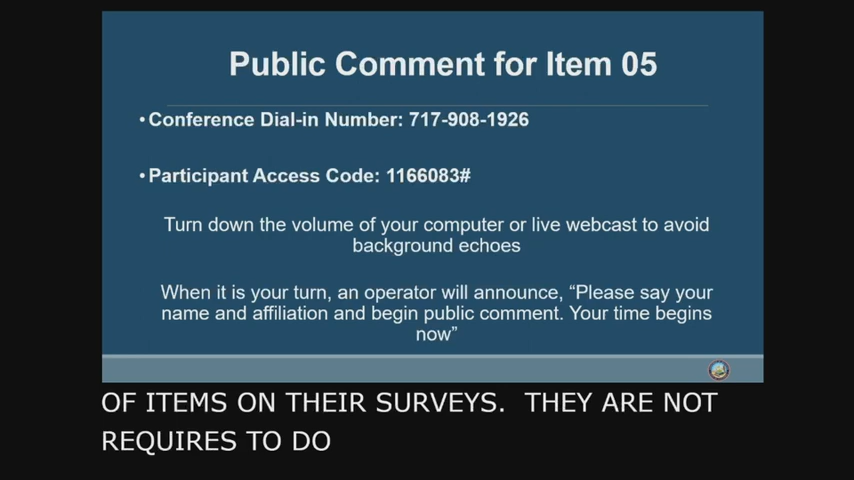 Public Comment for Item 05
•Conference Dial-in Number: 717-908-1926
•Participant Access Code: 1166083#
Turn down the volume of your computer or live webcast to avoid
background echoes
When it is your turn, an operator will announce, “Please say your
name and affiliation and begin public comment. Your time begins
now”
OF ITEMS ON THEIR SURVEYS.  THEY ARE NOT
REQUIRES TO DO